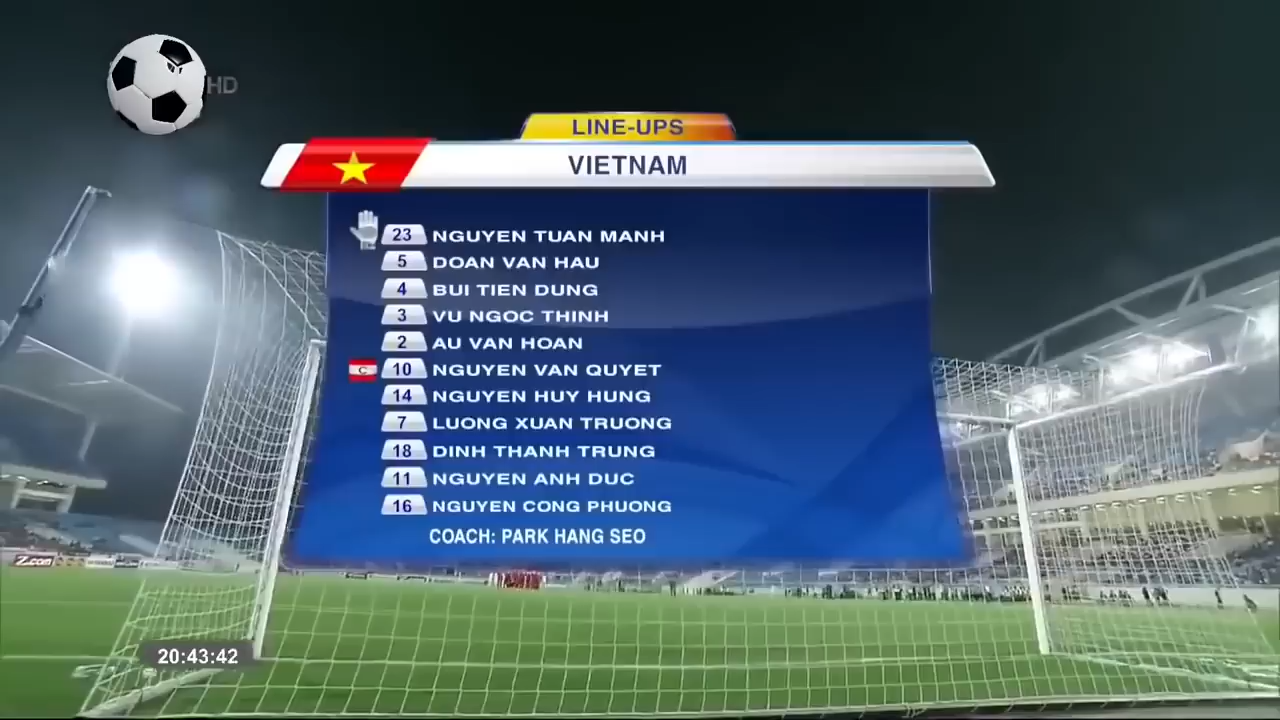 HD
LINE-UPS
VIETNAM
23 NGUYEN TUAN MANH
5 DOAN VAN HAU
4 BUI TIEN DUNG
3 VU NGOC THINH
2 AU VAN HOAN
C 10 NGUYEN VAN QUYET
14 NGUYEN HUY HUNG
7 LUONG XUAN TRUONG
18 DINH THANH TRUNG
11 NGUYEN ANH DUC
16 NGUYEN CONG PHUONG
COACH: PARK HANG SEO
Z.com
20:43:42